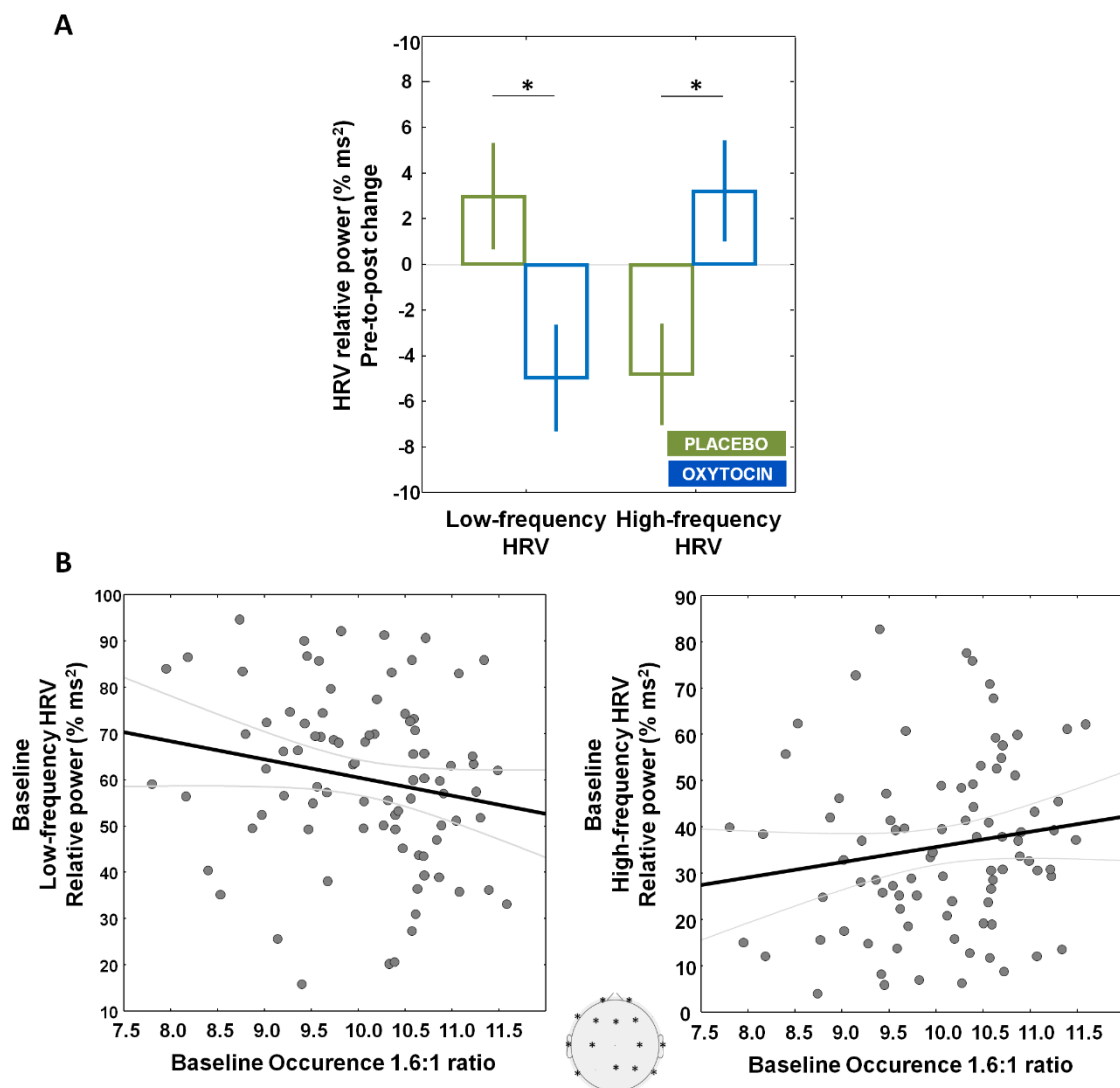 A
HRV relative power (% ms²)
Pre-to-post change
-10
8
6
4
2
0
-2
-4
-6
-8
-10
*
*
PLACEBO
OXYTOCIN
Low-frequency
HRV
High-frequency
HRV
B
Baseline
Low-frequency HRV
Relative power (% ms²)
100
90
80
70
60
50
40
30
20
10
7.5 8.0 8.5 9.0 9.5 10.0 10.5 11.0 11.5
Baseline Occurence 1.6:1 ratio
Baseline
High-frequency HRV
Relative power (% ms²)
90
80
70
60
50
40
30
20
10
0
7.5 8.0 8.5 9.0 9.5 10.0 10.5 11.0 11.5
Baseline Occurence 1.6:1 ratio